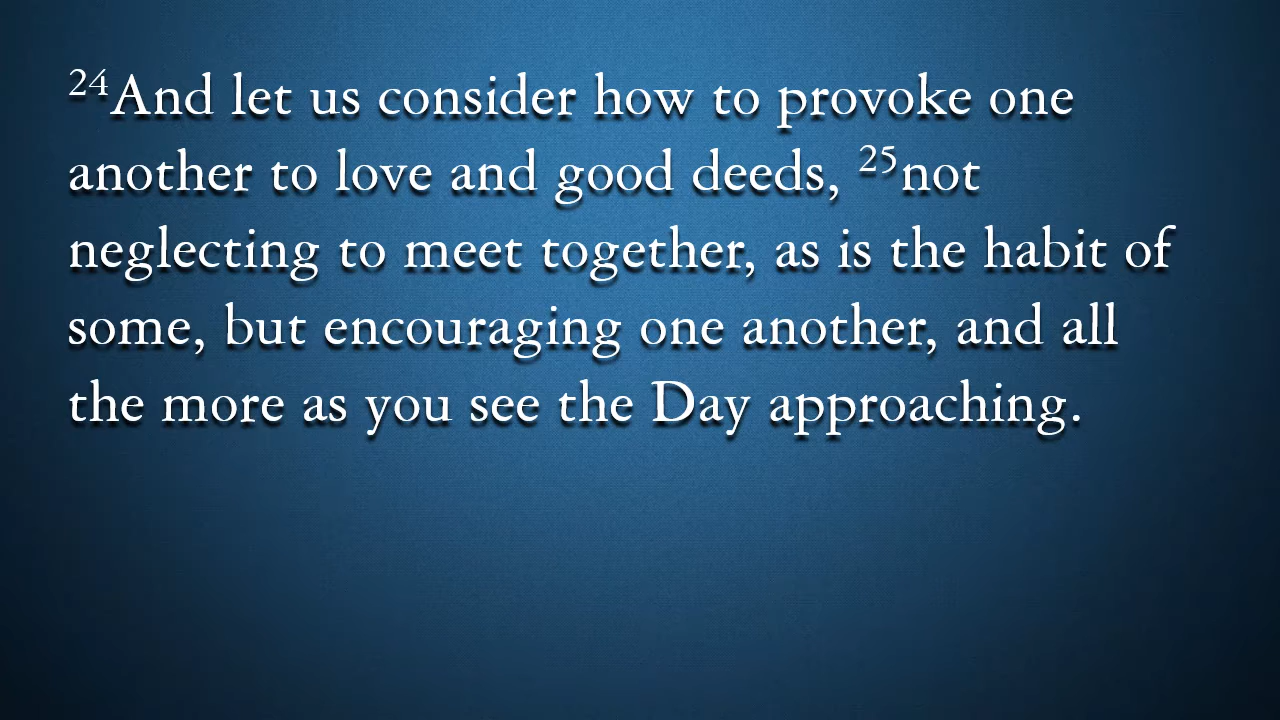 24And let us consider how to provoke one
another to love and good deeds, 25not
neglecting to meet together, as is the habit of
some, but encouraging one another, and all
the more as you see the Day approaching.